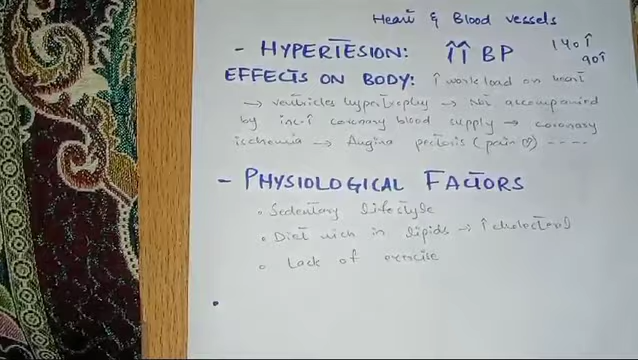 Heart & Blood vessels
- HYPERTESION: ⇈ BP 140↑
90↑
EFFECTS ON BODY: ↑ workload on heart
→ ventricles hypertrophy → Not accompanied
by inc-↑ coronary blood supply → coronary
ischemia → Angina pectoris (pain ) ----
- PHYSIOLOGICAL FACTORS
• Sedentary lifestyle
• Diet rich in lipids → ↑ cholesterol
• Lack of exercise